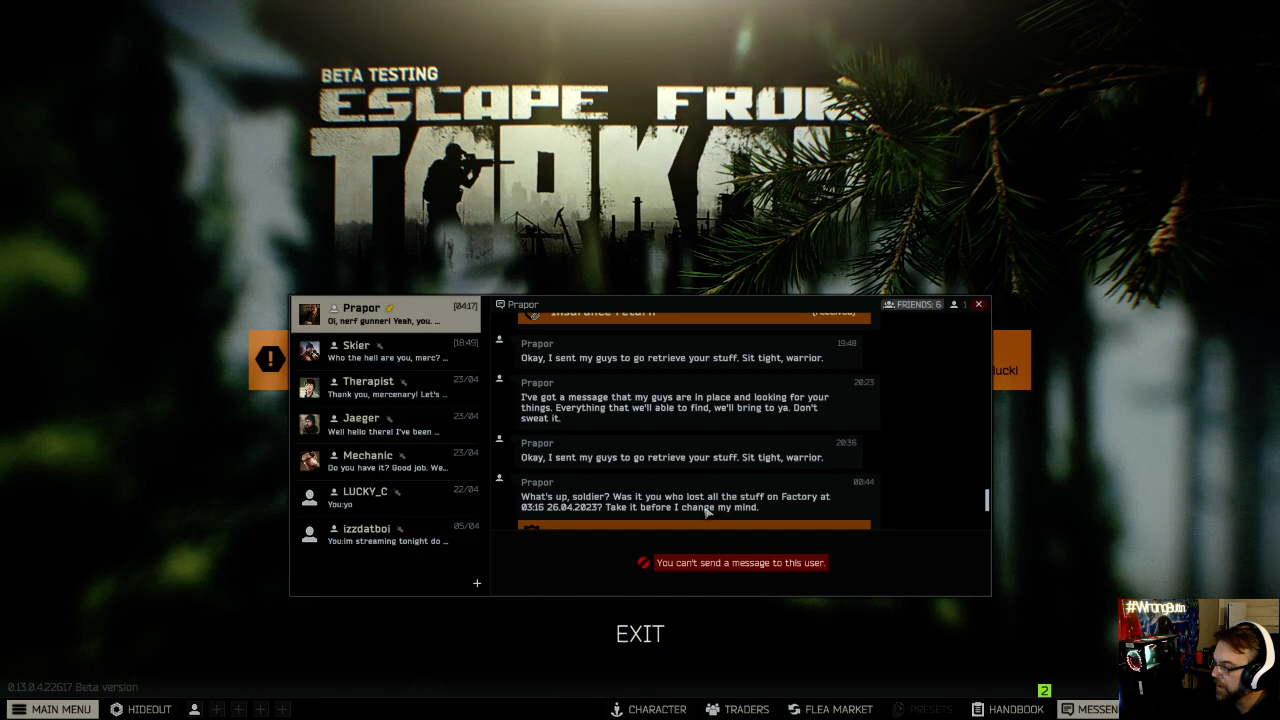 BETA TESTING
ESCAPE FROM
TARKOV
Prapor
[04:17]
Oi, nerf gunner! Yeah, you. ...
Skier
[18:49]
Who the hell are you, merc? ...
Therapist
23/04
Thank you, mercenary! Let's ...
Jaeger
23/04
Well hello there! I've been ...
Mechanic
23/04
Do you have it? Good job. We...
LUCKY_C
22/04
You:yo
izzdatboi
05/04
You:im streaming tonight do ...
+
Prapor
FRIENDS: 6
1
Insurance return
(Received)
Prapor
19:48
Okay, I sent my guys to go retrieve your stuff. Sit tight, warrior.
Prapor
20:23
I've got a message that my guys are in place and looking for your
things. Everything that we'll able to find, we'll bring to ya. Don't
sweat it.
Prapor
20:36
Okay, I sent my guys to go retrieve your stuff. Sit tight, warrior.
Prapor
00:44
What's up, soldier? Was it you who lost all the stuff on Factory at
03:16 26.04.2023? Take it before I change my mind.
You can't send a message to this user.
luck!
EXIT
#WrongButtn
0.13.0.4.22617 Beta version
2
MAIN MENU
HIDEOUT
CHARACTER
TRADERS
FLEA MARKET
PRESETS
HANDBOOK
MESSEN